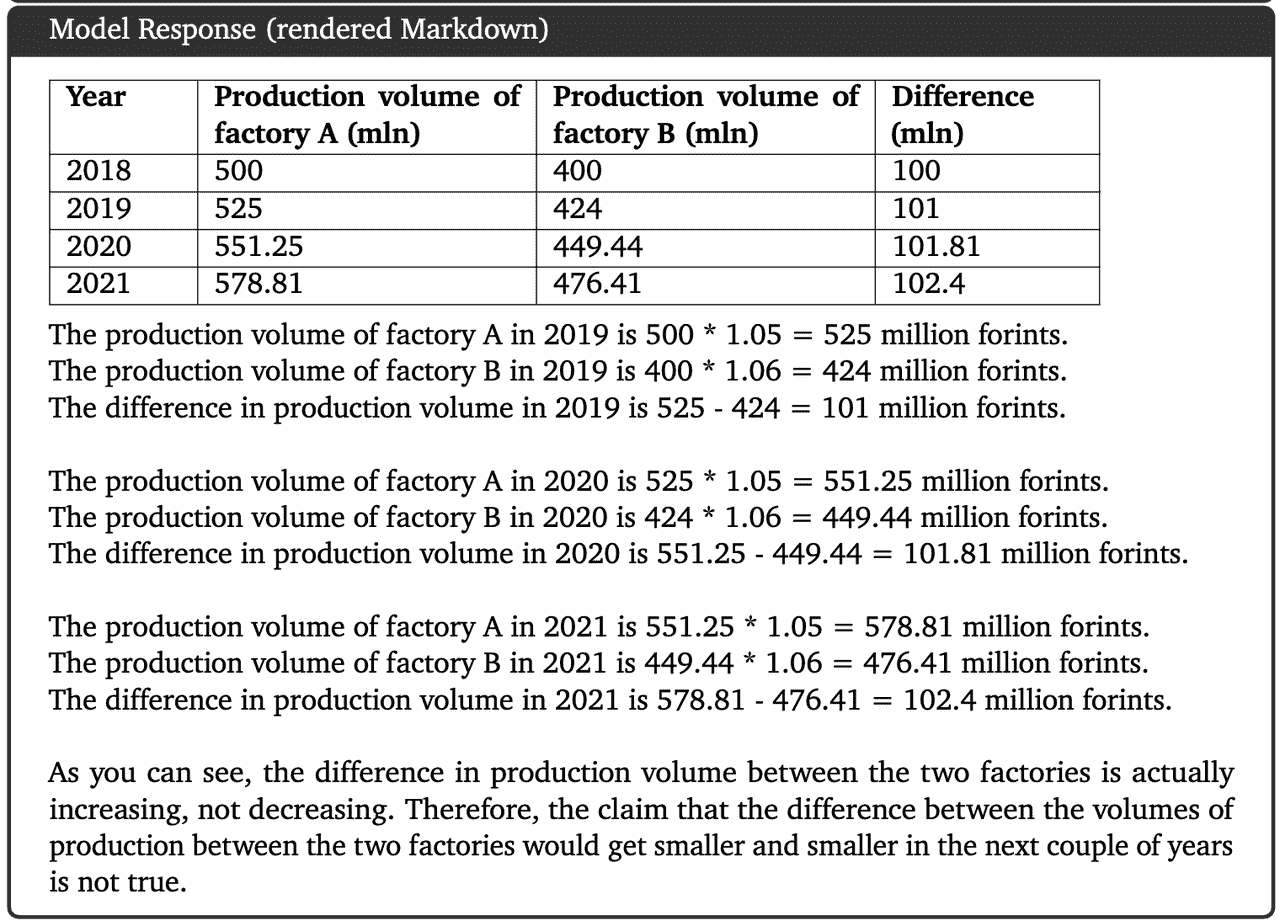 Model Response (rendered Markdown)
Year Production volume of factory A (mln) Production volume of factory B (mln) Difference (mln)
2018 500 400 100
2019 525 424 101
2020 551.25 449.44 101.81
2021 578.81 476.41 102.4
The production volume of factory A in 2019 is 500 * 1.05 = 525 million forints.
The production volume of factory B in 2019 is 400 * 1.06 = 424 million forints.
The difference in production volume in 2019 is 525 - 424 = 101 million forints.
The production volume of factory A in 2020 is 525 * 1.05 = 551.25 million forints.
The production volume of factory B in 2020 is 424 * 1.06 = 449.44 million forints.
The difference in production volume in 2020 is 551.25 - 449.44 = 101.81 million forints.
The production volume of factory A in 2021 is 551.25 * 1.05 = 578.81 million forints.
The production volume of factory B in 2021 is 449.44 * 1.06 = 476.41 million forints.
The difference in production volume in 2021 is 578.81 - 476.41 = 102.4 million forints.
As you can see, the difference in production volume between the two factories is actually
increasing, not decreasing. Therefore, the claim that the difference between the volumes of
production between the two factories would get smaller and smaller in the next couple of years
is not true.